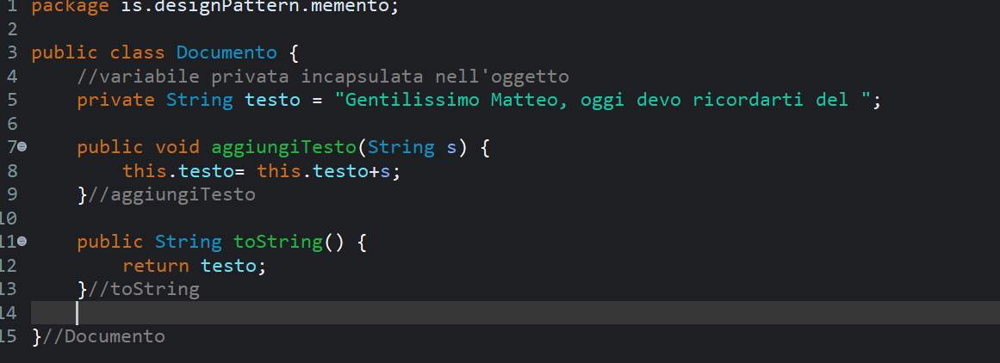 1 package is.designPattern.memento;
2
3 public class Documento {
4     //variabile privata incapsulata nell'oggetto
5     private String testo = "Gentilissimo Matteo, oggi devo ricordarti del ";
6
7     public void aggiungiTesto(String s) {
8         this.testo= this.testo+s;
9     }//aggiungiTesto
10
11     public String toString() {
12         return testo;
13     }//toString
14
15 }//Documento